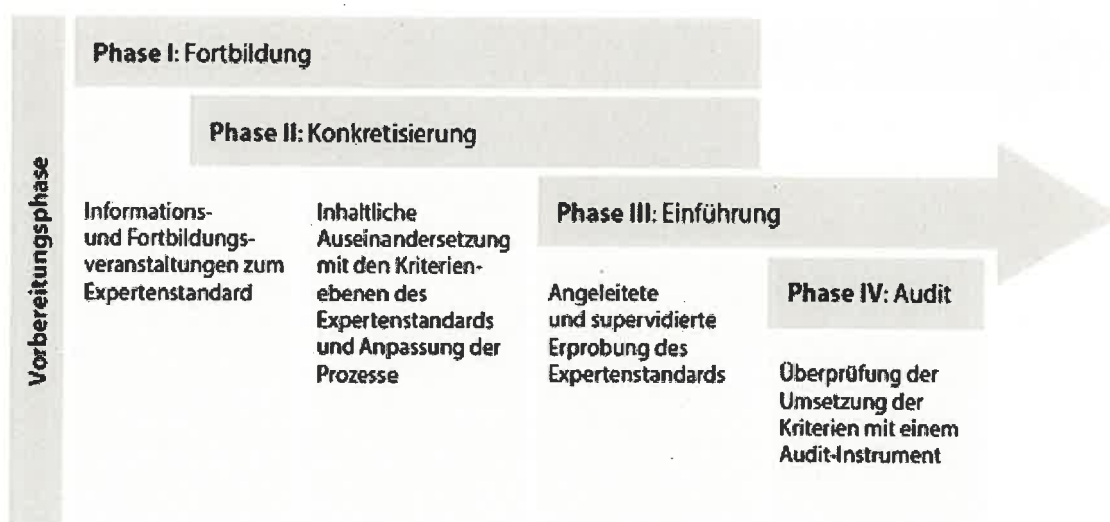 Vorbereitungsphase
Phase I: Fortbildung
Phase II: Konkretisierung
Informations-
und Fortbildungs-
veranstaltungen zum
Expertenstandard
Inhaltliche
Auseinandersetzung
mit den Kriterien-
ebenen des
Expertenstandards
und Anpassung der
Prozesse
Phase III: Einführung
Angeleitete
und supervidierte
Erprobung des
Expertenstandards
Phase IV: Audit
Überprüfung der
Umsetzung der
Kriterien mit einem
Audit-Instrument